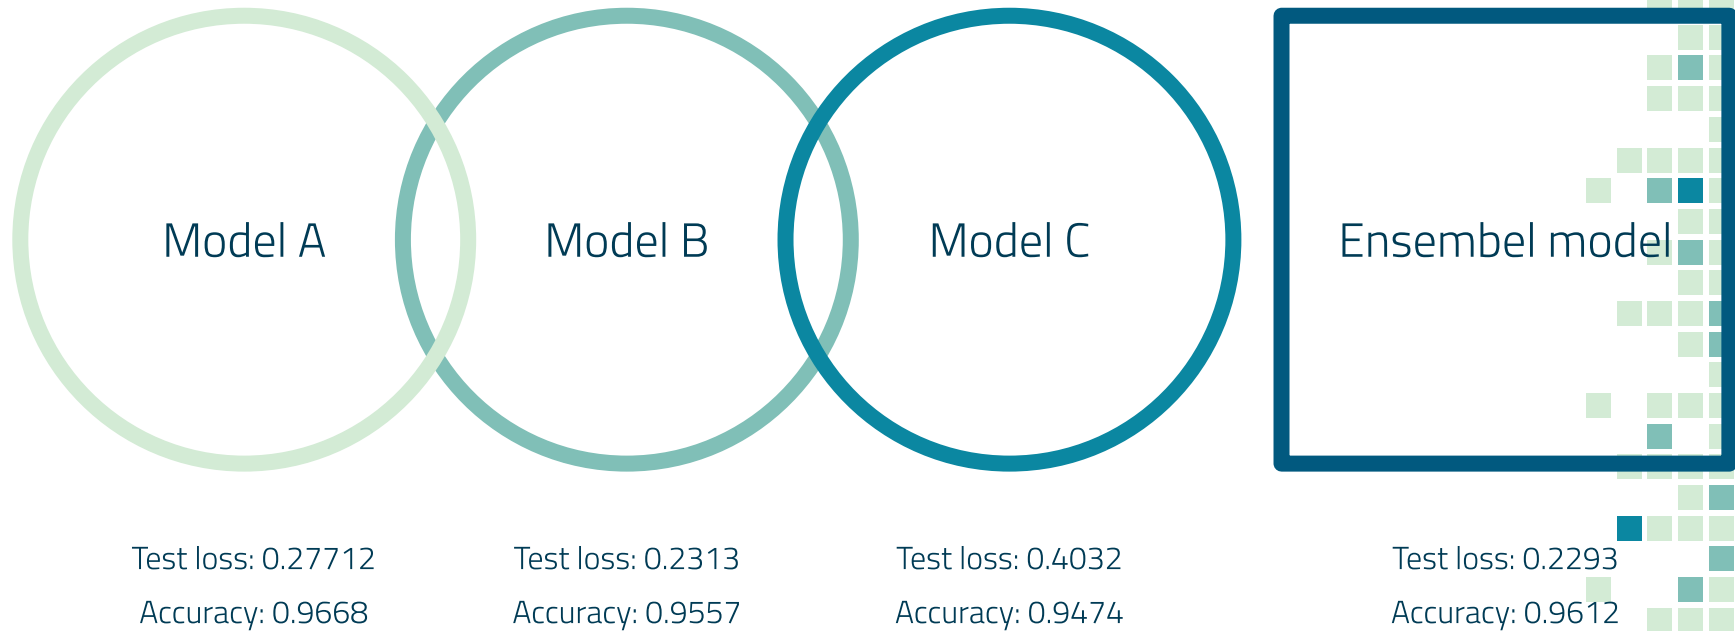 Model A
Model B
Model C
Ensembel model
Test loss: 0.27712
Accuracy: 0.9668
Test loss: 0.2313
Accuracy: 0.9557
Test loss: 0.4032
Accuracy: 0.9474
Test loss: 0.2293
Accuracy: 0.9612